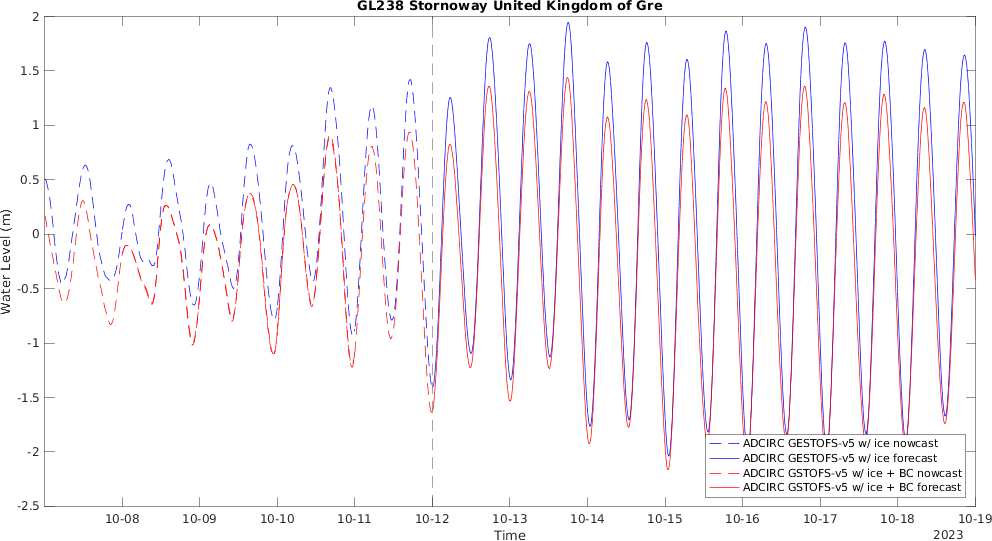 GL238 Stornoway United Kingdom of Gre
2
1.5
1
0.5
0
-0.5
-1
-1.5
-2
-2.5
Water Level (m)
ADCIRC GESTOFS-v5 w/ ice nowcast
ADCIRC GESTOFS-v5 w/ ice forecast
ADCIRC GSTOFS-v5 w/ ice + BC nowcast
ADCIRC GSTOFS-v5 w/ ice + BC forecast
10-08 10-09 10-10 10-11 10-12 10-13 10-14 10-15 10-16 10-17 10-18 10-19
Time
2023